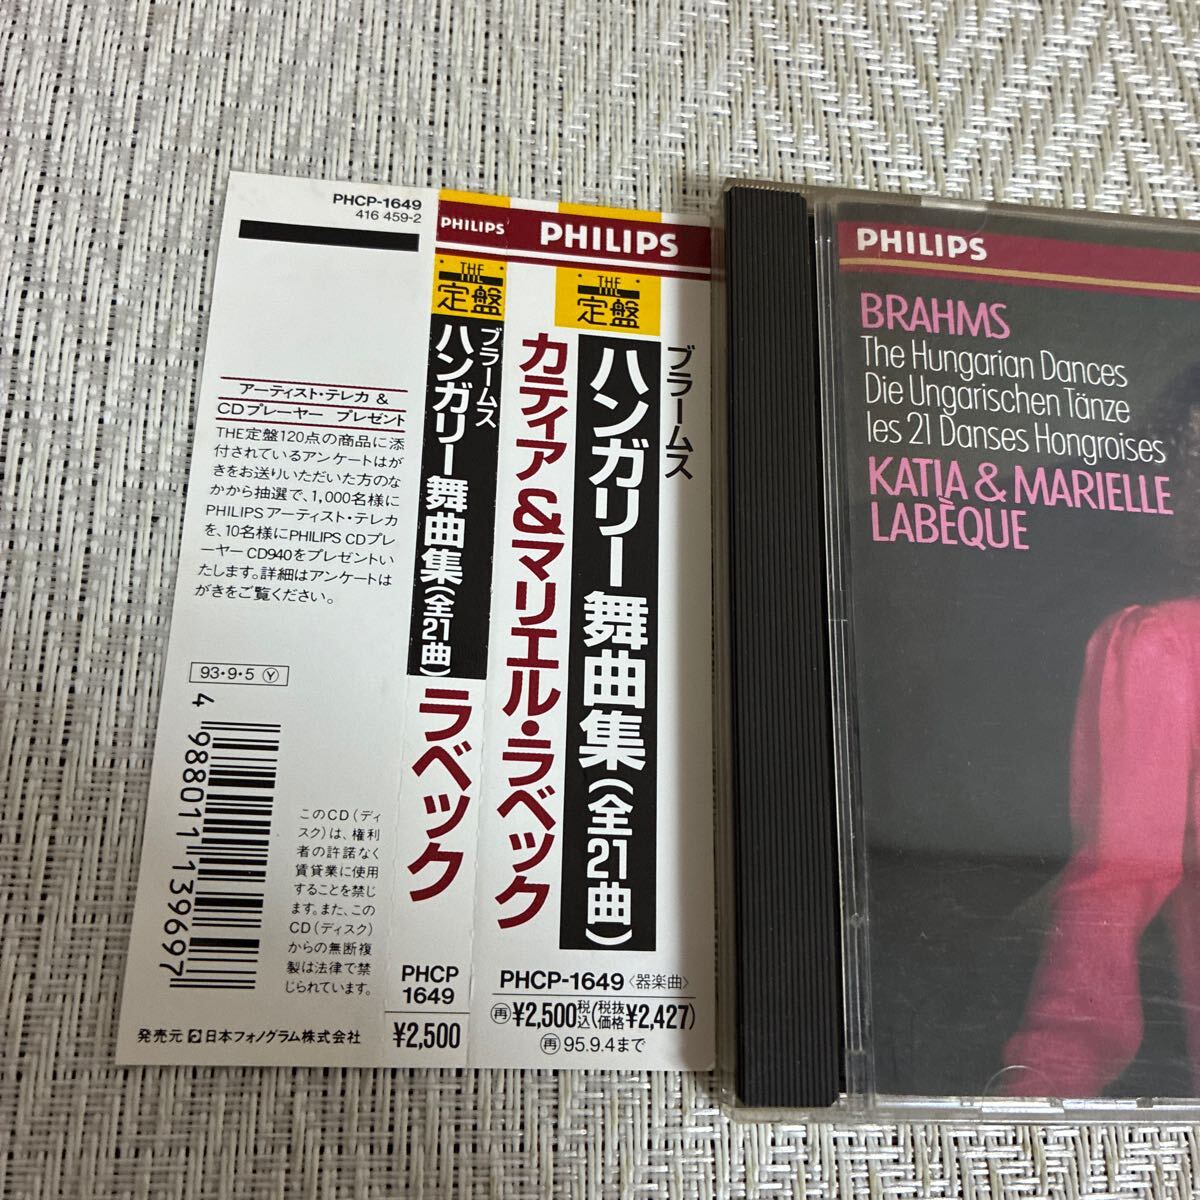 PHCP-1649
416 459-2
アーティスト・テレカ &
CDプレーヤー プレゼント
THE定盤120点の商品に添
付されているアンケートはが
きをお送りいただいた方のな
かから抽選で、1,000名様に
PHILIPSアーティスト・テレカ
を、10名様にPHILIPS CDプレ
ーヤーCD940をプレゼントい
たします。詳細はアンケートは
がきをご覧ください。
93・9・5 Ⓨ
4 988011 139697
このCD(ディ
スク)は、権利
者の許諾なく
賃貸業に使用
することを禁じ
ます。また、この
CD(ディスク)
からの無断複
製は法律で禁
じられています。
発売元 日本フォノグラム株式会社
PHILIPS
THE
定盤
ブラームス
ハンガリー舞曲集(全21曲)
ラベック
PHCP
1649
¥2,500
PHILIPS
THE
定盤
ブラームス
ハンガリー舞曲集(全21曲)
カティア&マリエル・ラベック
PHCP-1649〈器楽曲〉
㊢¥2,500税込(税抜価格¥2,427)
㊢95.9.4まで
PHILIPS
BRAHMS
The Hungarian Dances
Die Ungarischen Tänze
les 21 Danses Hongroises
KATIA & MARIELLE
LABÈQUE